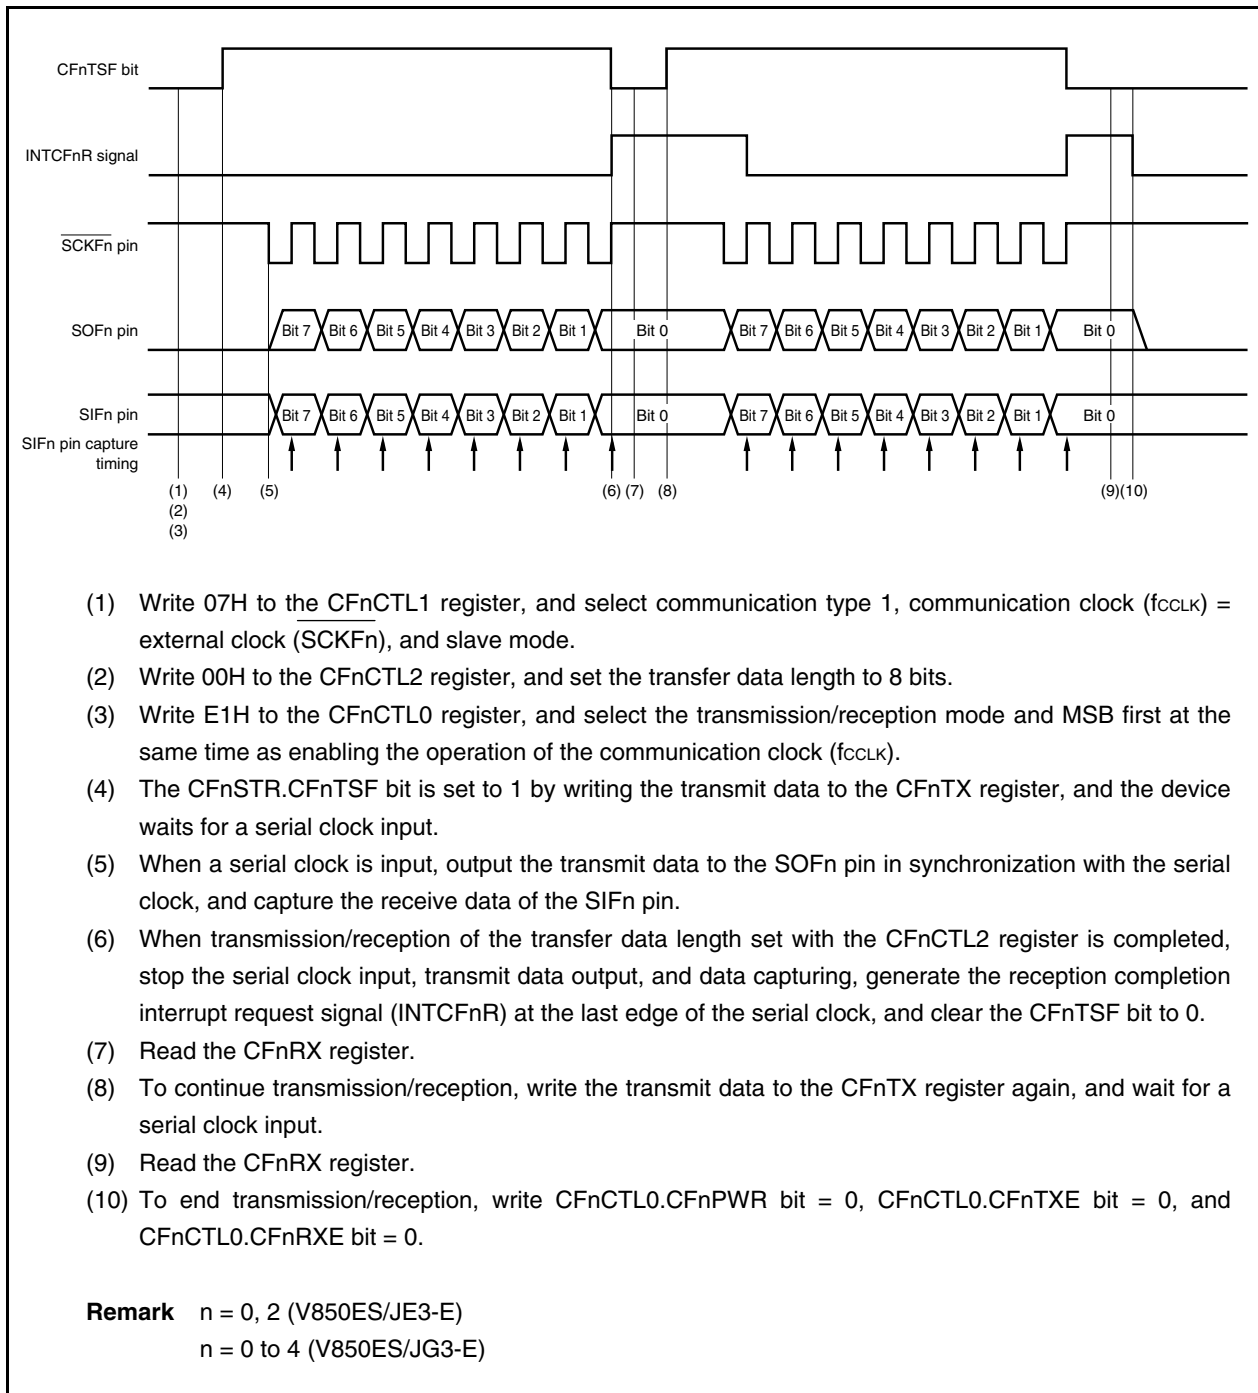 CFnTSF bit
INTCFnR signal
SCKFn pin
SOFn pin
Bit 7 Bit 6 Bit 5 Bit 4 Bit 3 Bit 2 Bit 1 Bit 0 Bit 7 Bit 6 Bit 5 Bit 4 Bit 3 Bit 2 Bit 1 Bit 0
SIFn pin
Bit 7 Bit 6 Bit 5 Bit 4 Bit 3 Bit 2 Bit 1 Bit 0 Bit 7 Bit 6 Bit 5 Bit 4 Bit 3 Bit 2 Bit 1 Bit 0
SIFn pin capture
timing
(1) (4) (5) (6) (7) (8) (9) (10)
(2)
(3)
(1) Write 07H to the CFnCTL1 register, and select communication type 1, communication clock (fCCLK) =
external clock (SCKFn), and slave mode.
(2) Write 00H to the CFnCTL2 register, and set the transfer data length to 8 bits.
(3) Write E1H to the CFnCTL0 register, and select the transmission/reception mode and MSB first at the
same time as enabling the operation of the communication clock (fCCLK).
(4) The CFnSTR.CFnTSF bit is set to 1 by writing the transmit data to the CFnTX register, and the device
waits for a serial clock input.
(5) When a serial clock is input, output the transmit data to the SOFn pin in synchronization with the serial
clock, and capture the receive data of the SIFn pin.
(6) When transmission/reception of the transfer data length set with the CFnCTL2 register is completed,
stop the serial clock input, transmit data output, and data capturing, generate the reception completion
interrupt request signal (INTCFnR) at the last edge of the serial clock, and clear the CFnTSF bit to 0.
(7) Read the CFnRX register.
(8) To continue transmission/reception, write the transmit data to the CFnTX register again, and wait for a
serial clock input.
(9) Read the CFnRX register.
(10) To end transmission/reception, write CFnCTL0.CFnPWR bit = 0, CFnCTL0.CFnTXE bit = 0, and
CFnCTL0.CFnRXE bit = 0.
Remark n = 0, 2 (V850ES/JE3-E)
n = 0 to 4 (V850ES/JG3-E)